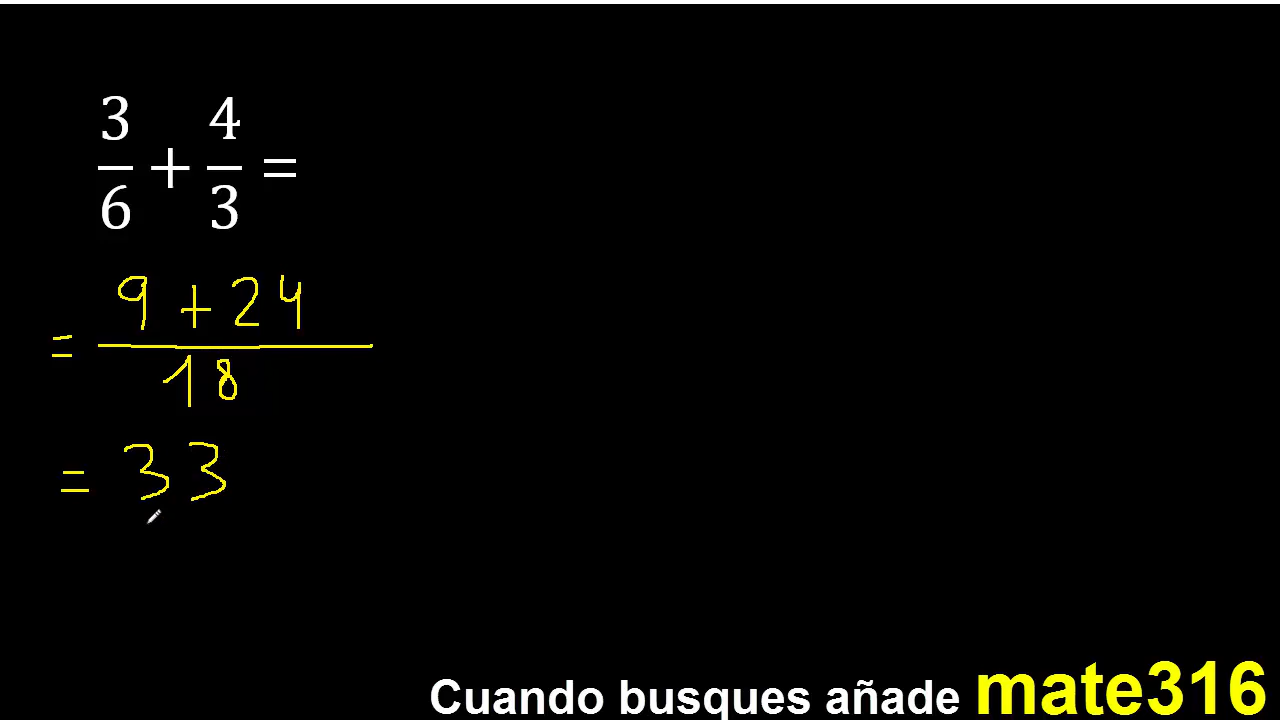 3/6 + 4/3 =
= 9 + 24 / 18
= 33
Cuando busques añade mate316